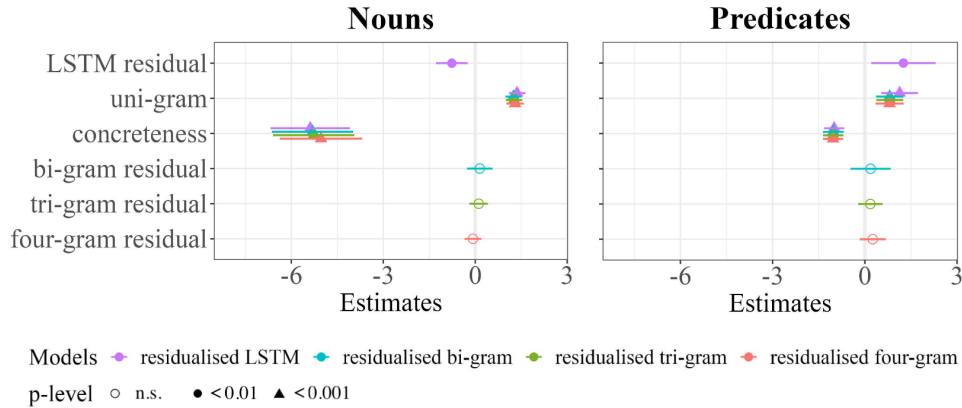 Nouns
Predicates
LSTM residual
uni-gram
concreteness
bi-gram residual
tri-gram residual
four-gram residual
-6 -3 0 3
-6 -3 0 3
Estimates
Estimates
Models residualised LSTM residualised bi-gram residualised tri-gram residualised four-gram
p-level n.s. <0.01 <0.001